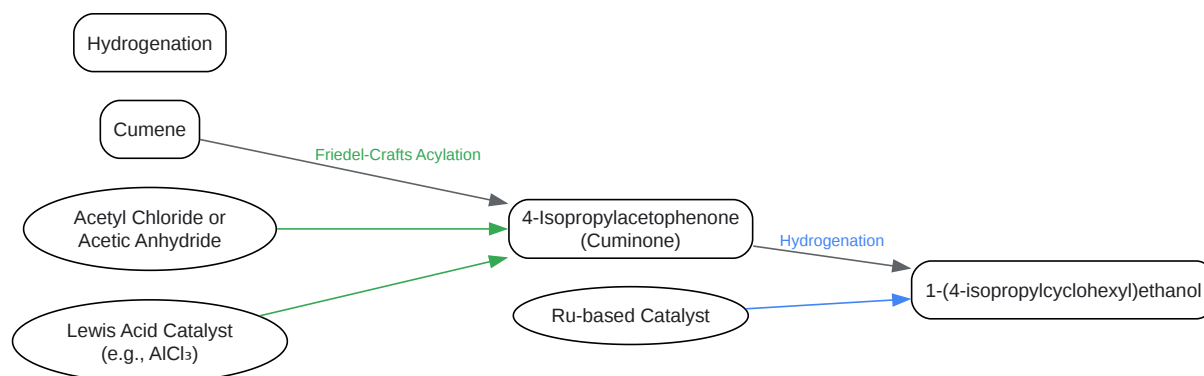 Hydrogenation
Cumene
Friedel-Crafts Acylation
Acetyl Chloride or
Acetic Anhydride
4-Isopropylacetophenone
(Cuminone)
Hydrogenation
1-(4-isopropylcyclohexyl)ethanol
Lewis Acid Catalyst
(e.g., AlCl₃)
Ru-based Catalyst